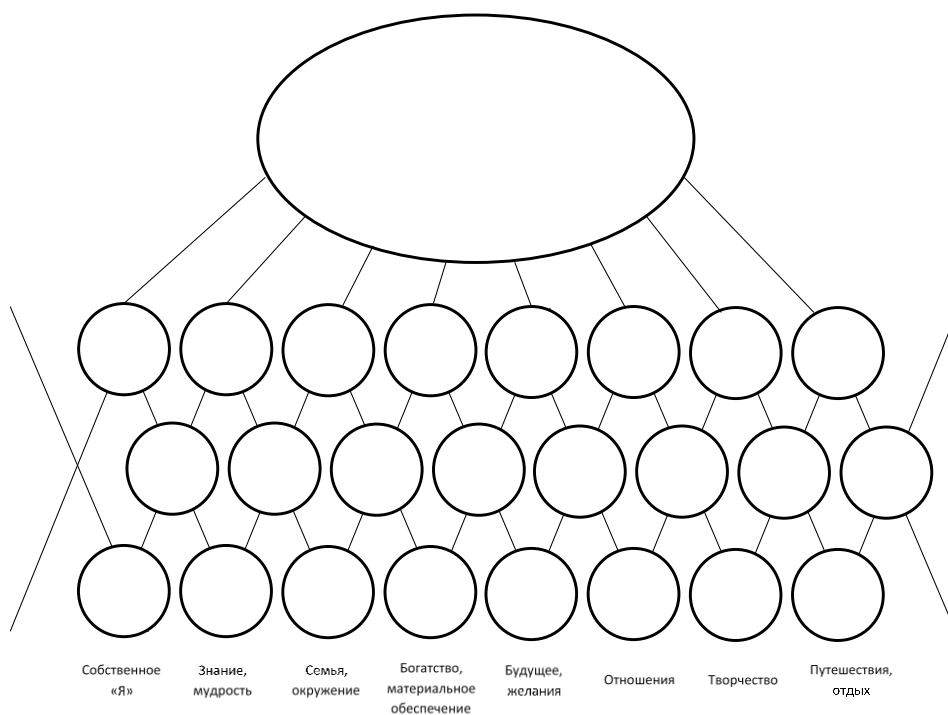 Собственное
«Я»
Знание,
мудрость
Семья,
окружение
Богатство,
материальное
обеспечение
Будущее,
желания
Отношения
Творчество
Путешествия,
отдых